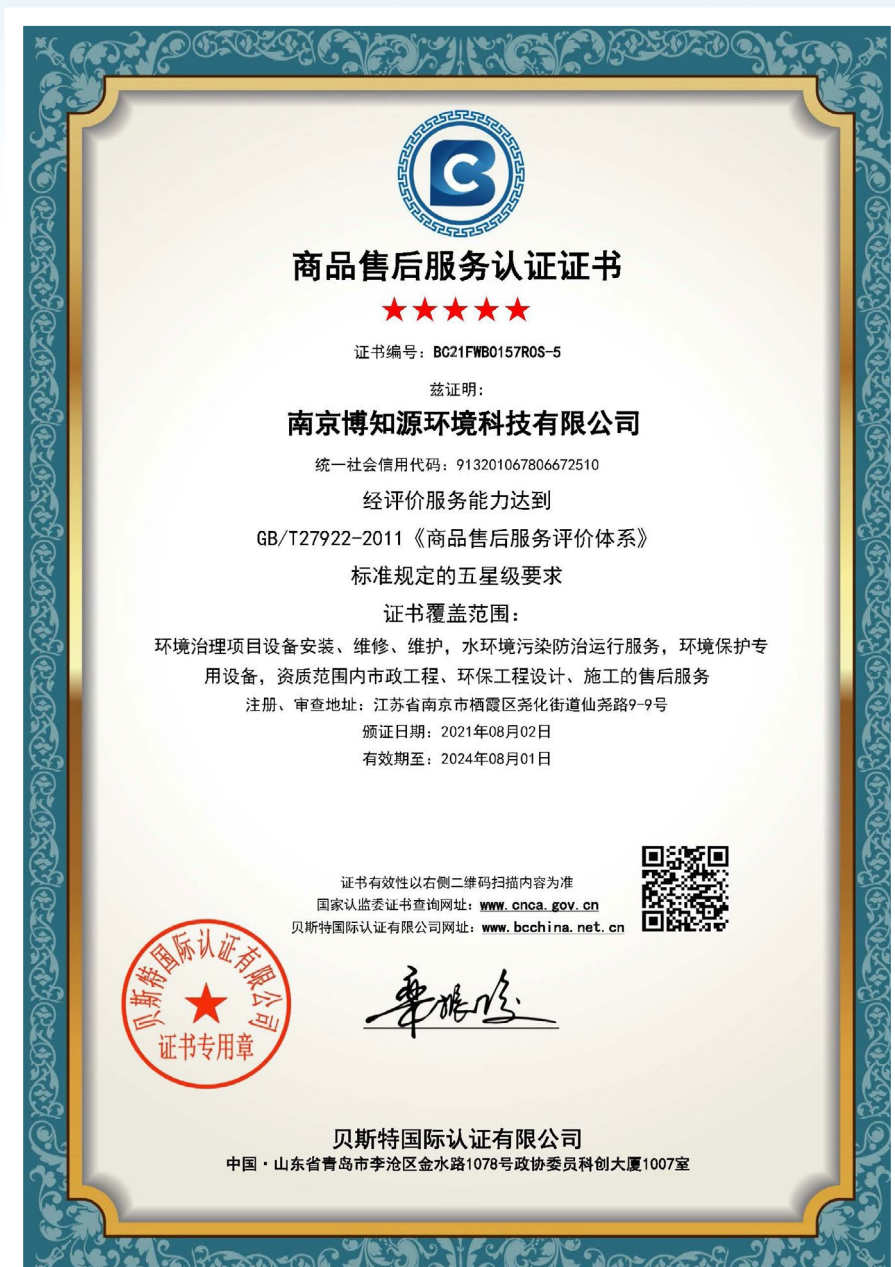 商品售后服务认证证书
★★★★★
证书编号：BC21FWB0157R0S-5
兹证明：
南京博知源环境科技有限公司
统一社会信用代码：913201067806672510
经评价服务能力达到
GB/T27922-2011《商品售后服务评价体系》
标准规定的五星级要求
证书覆盖范围：
环境治理项目设备安装、维修、维护，水环境污染防治运行服务，环境保护专
用设备，资质范围内市政工程、环保工程设计、施工的售后服务
注册、审查地址：江苏省南京市栖霞区尧化街道仙尧路9-9号
颁证日期：2021年08月02日
有效期至：2024年08月01日
证书有效性以右侧二维码扫描内容为准
国家认监委证书查询网址：www.cnca.gov.cn
贝斯特国际认证有限公司网址：www.bcchina.net.cn
贝斯特国际认证有限公司
证书专用章
贝斯特国际认证有限公司
中国·山东省青岛市李沧区金水路1078号政协委员科创大厦1007室